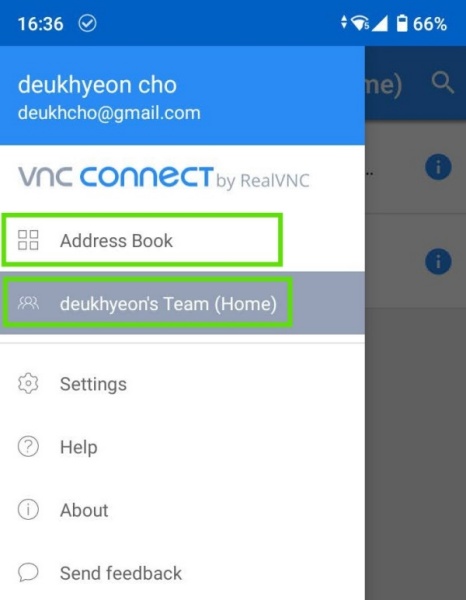 16:36 66%
deukhyeon cho
me)
deukhcho@gmail.com
vnc connect by RealVNC
..
Address Book
deukhyeon's Team (Home)
Settings
Help
About
Send feedback